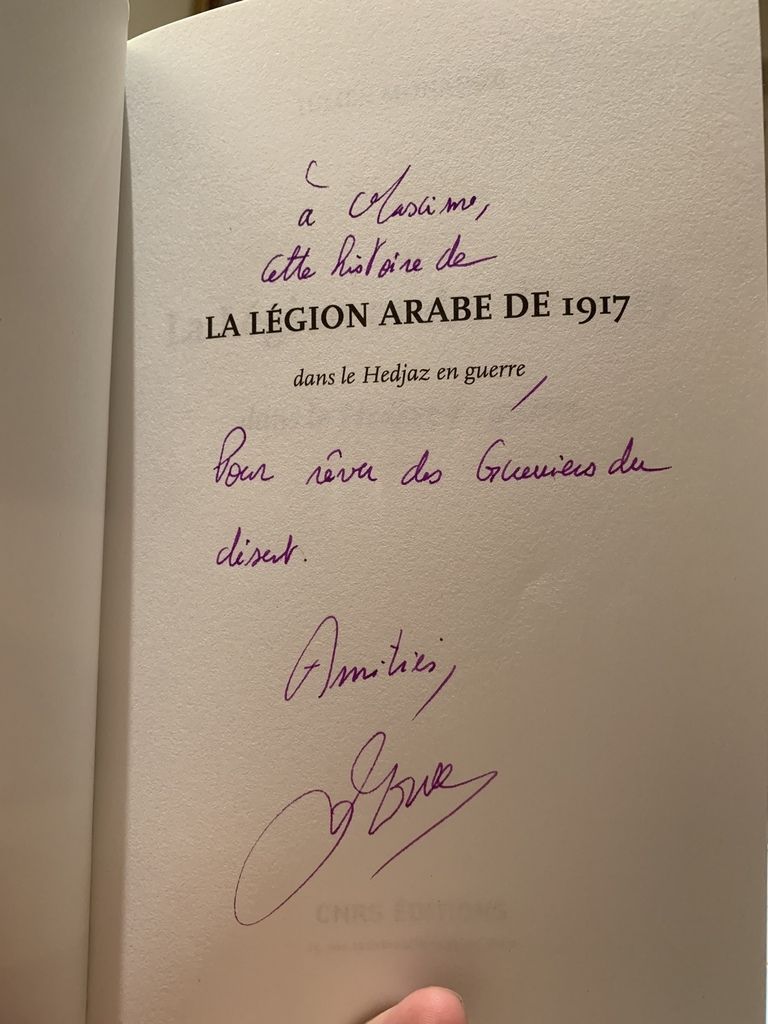 à Maxime,
cette histoire de
LA LÉGION ARABE DE 1917
dans le Hedjaz en guerre,
Pour rêver des Guerriers du
désert.
Amitiés,
CNRS ÉDITIONS